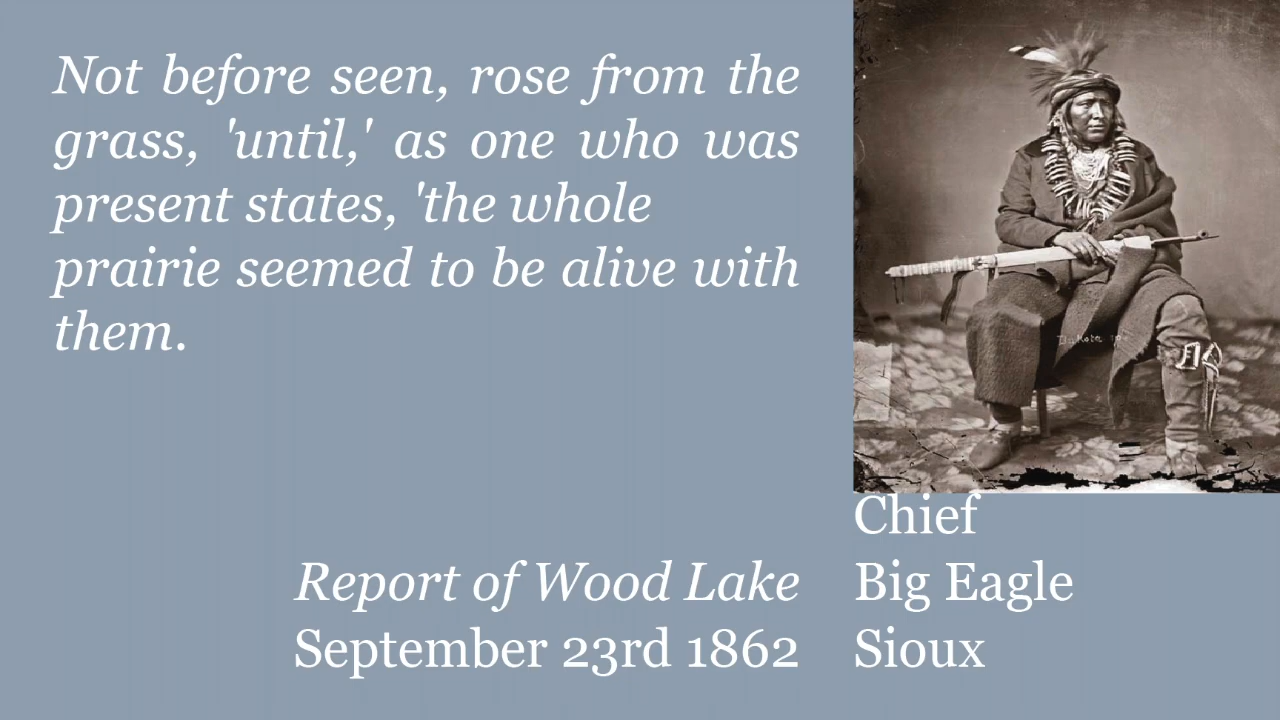 Not before seen, rose from the
grass, 'until,' as one who was
present states, 'the whole
prairie seemed to be alive with
them.
Report of Wood Lake
September 23rd 1862
Chief
Big Eagle
Sioux